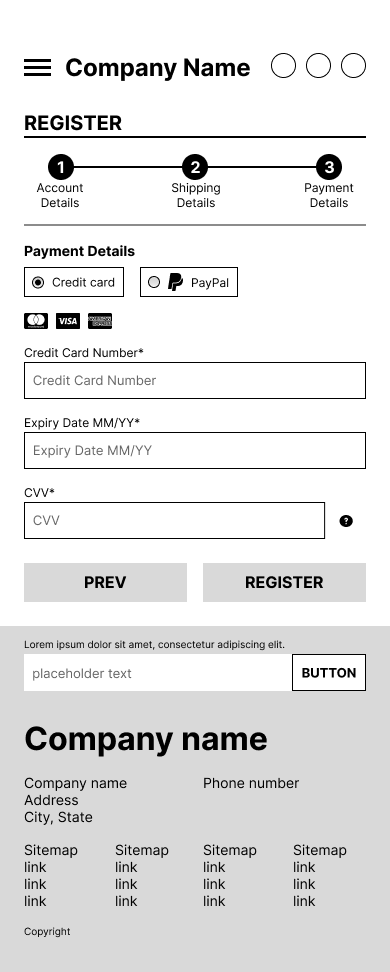 Company Name
REGISTER
1 2 3
Account Shipping Payment
Details Details Details
Payment Details
Credit card PayPal
VISA AMERICAN EXPRESS
Credit Card Number*
Credit Card Number
Expiry Date MM/YY*
Expiry Date MM/YY
CVV*
CVV ?
PREV REGISTER
Lorem ipsum dolor sit amet, consectetur adipiscing elit.
placeholder text BUTTON
Company name
Company name Phone number
Address
City, State
Sitemap Sitemap Sitemap Sitemap
link link link link
link link link link
link link link link
Copyright